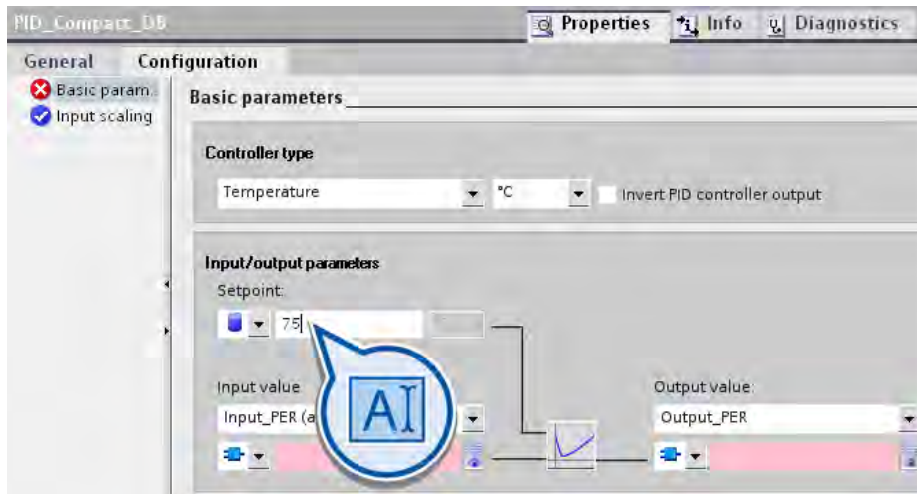 PID_Compact_DB
Properties Info Diagnostics
General Configuration
Basic param..
Input scaling
Basic parameters
Controller type
Temperature °C Invert PID controller output
Input/output parameters
Setpoint:
75
Input value Output value:
Input_PER (a Output_PER
AI